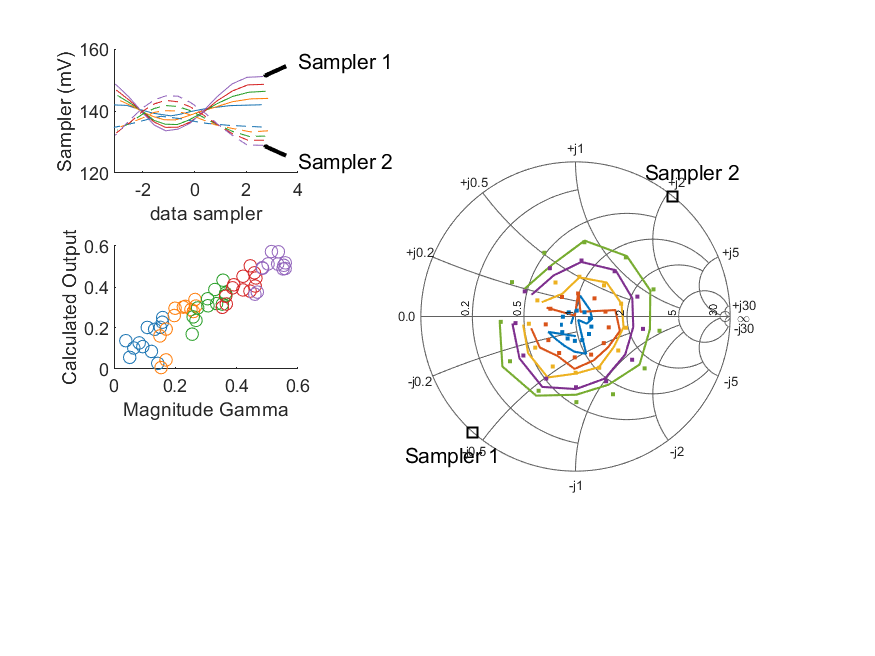 160
140
120
Sampler (mV)
-2
0
2
4
data sampler
Sampler 1
Sampler 2
0.6
0.4
0.2
0
Calculated Output
0
0.2
0.4
0.6
Magnitude Gamma
+j1
Sampler 2
+j2
+j0.5
+j0.2
+j5
0.0
0.2
0.5
1
2
5
30
+j30
∞
-j30
-j0.2
-j5
Sampler 1
-j0.5
-j2
-j1